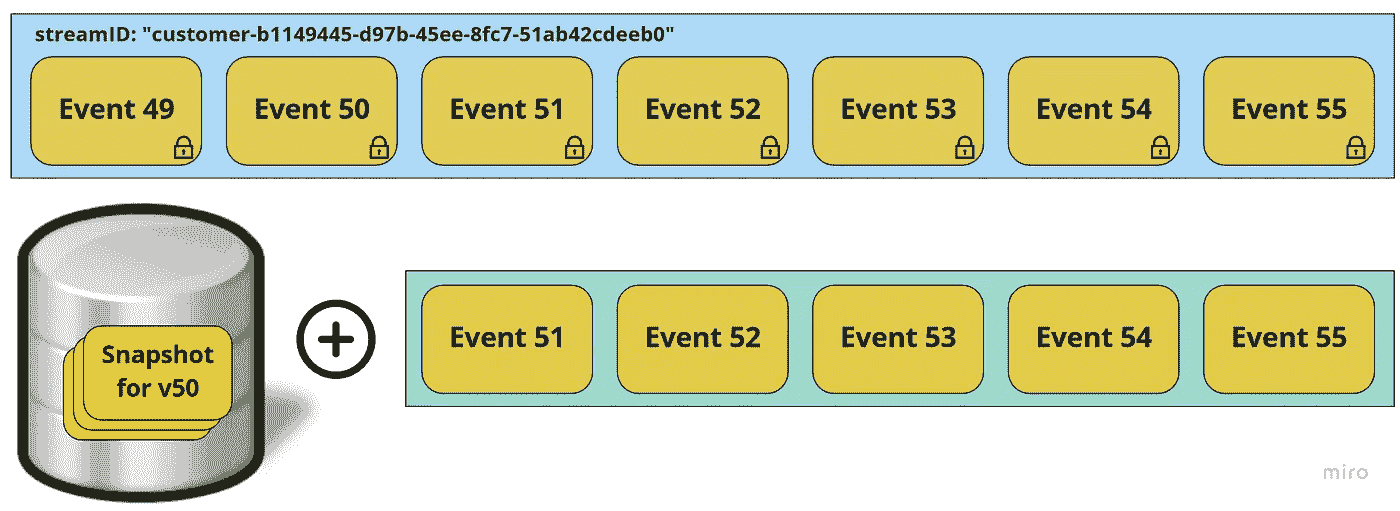 streamID: "customer-b1149445-d97b-45ee-8fc7-51ab42cdeeb0"
Event 49
Event 50
Event 51
Event 52
Event 53
Event 54
Event 55
Snapshot
for v50
Event 51
Event 52
Event 53
Event 54
Event 55
miro